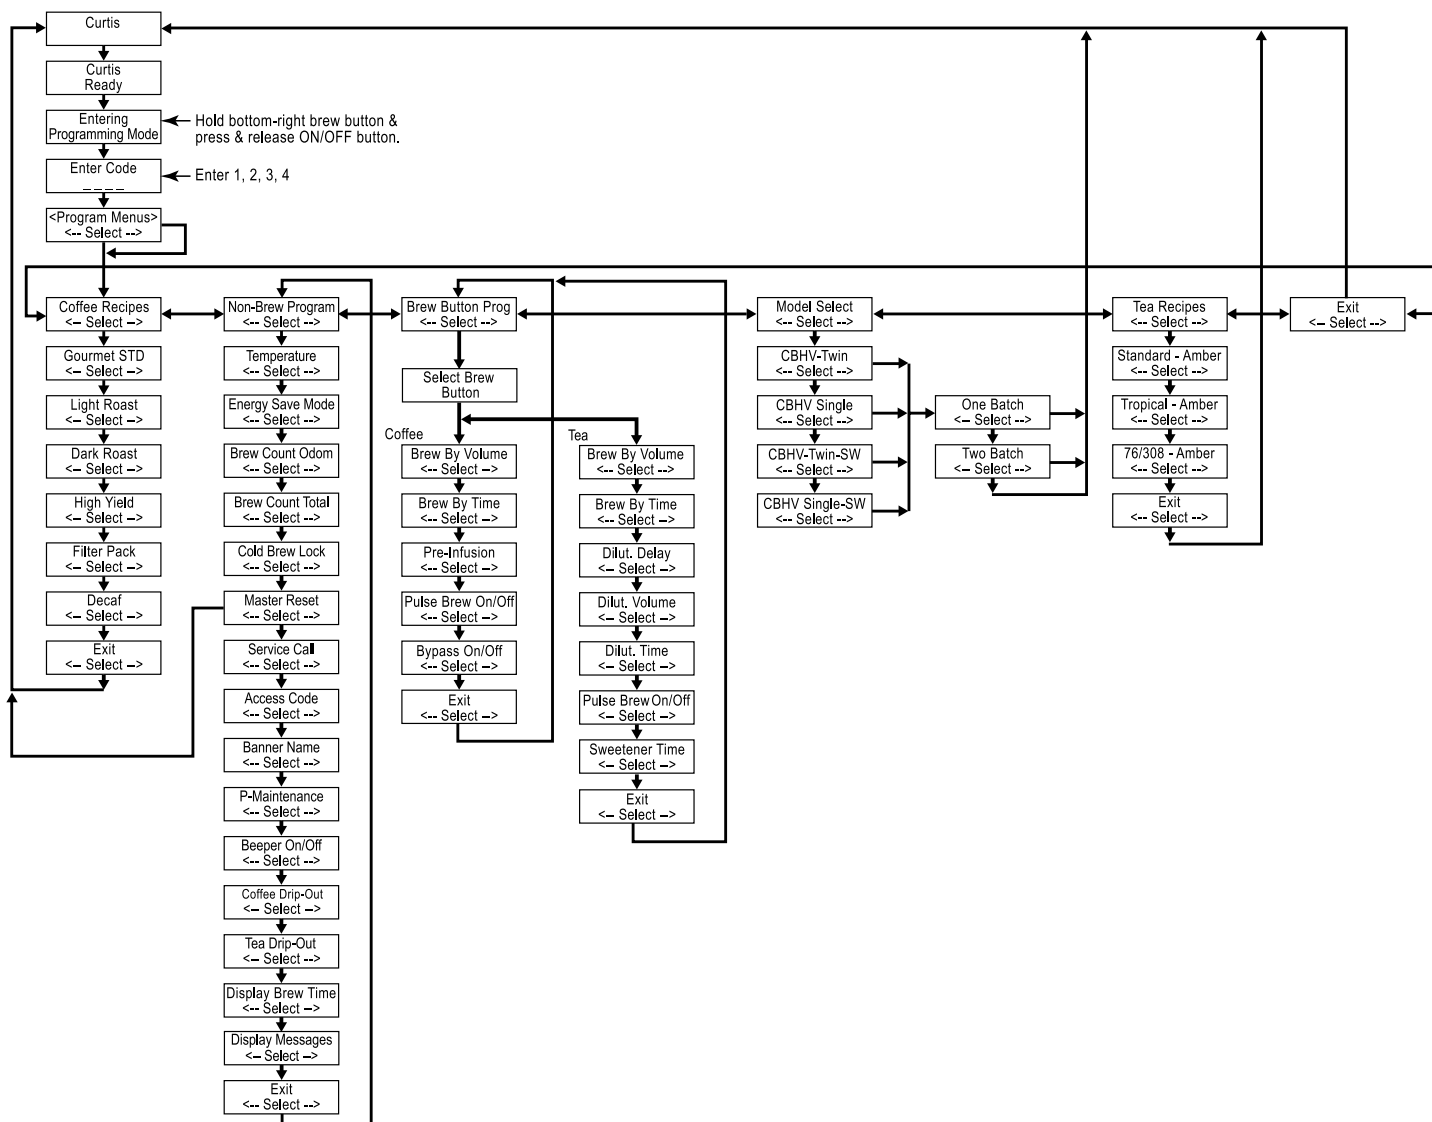 Curtis
Curtis
Ready
Entering
Programming Mode
Hold bottom-right brew button &
press & release ON/OFF button.
Enter Code
_ _ _ _
Enter 1, 2, 3, 4
<Program Menus>
<-- Select -->
Coffee Recipes
<-- Select -->
Gourmet STD
<-- Select -->
Light Roast
<-- Select -->
Dark Roast
<-- Select -->
High Yield
<-- Select -->
Filter Pack
<-- Select -->
Decaf
<-- Select -->
Exit
<-- Select -->
Non-Brew Program
<-- Select -->
Temperature
<-- Select -->
Energy Save Mode
<-- Select -->
Brew Count Odom
<-- Select -->
Brew Count Total
<-- Select -->
Cold Brew Lock
<-- Select -->
Master Reset
<-- Select -->
Service Call
<-- Select -->
Access Code
<-- Select -->
Banner Name
<-- Select -->
P-Maintenance
<-- Select -->
Beeper On/Off
<-- Select -->
Coffee Drip-Out
<-- Select -->
Tea Drip-Out
<-- Select -->
Display Brew Time
<-- Select -->
Display Messages
<-- Select -->
Exit
<-- Select -->
Brew Button Prog
<-- Select -->
Select Brew
Button
Coffee
Brew By Volume
<-- Select -->
Brew By Time
<-- Select -->
Pre-Infusion
<-- Select -->
Pulse Brew On/Off
<-- Select -->
Bypass On/Off
<-- Select -->
Exit
<-- Select -->
Tea
Brew By Volume
<-- Select -->
Brew By Time
<-- Select -->
Dilut. Delay
<-- Select -->
Dilut. Volume
<-- Select -->
Dilut. Time
<-- Select -->
Pulse Brew On/Off
<-- Select -->
Sweetener Time
<-- Select -->
Exit
<-- Select -->
Model Select
<-- Select -->
CBHV-Twin
<-- Select -->
CBHV Single
<-- Select -->
CBHV-Twin-SW
<-- Select -->
CBHV Single-SW
<-- Select -->
One Batch
<-- Select -->
Two Batch
<-- Select -->
Tea Recipes
<-- Select -->
Standard - Amber
<-- Select -->
Tropical - Amber
<-- Select -->
76/308 - Amber
<-- Select -->
Exit
<-- Select -->
Exit
<-- Select -->